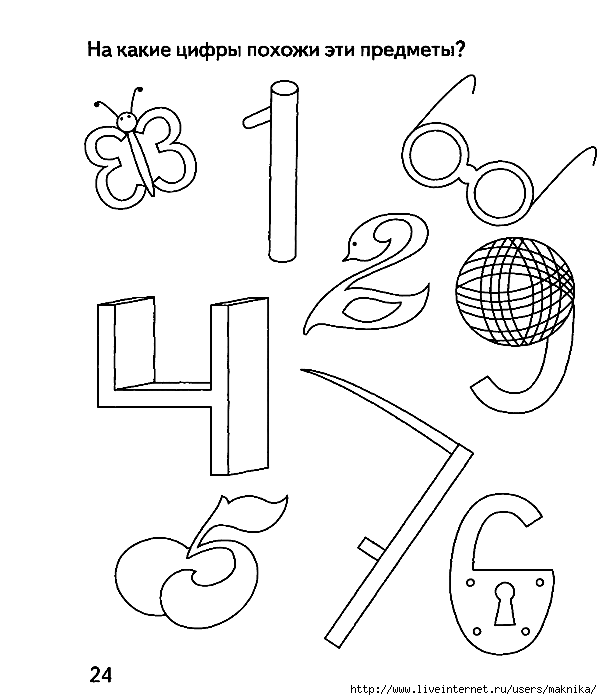 На какие цифры похожи эти предметы?
24
http://www.liveinternet.ru/users/maknika/